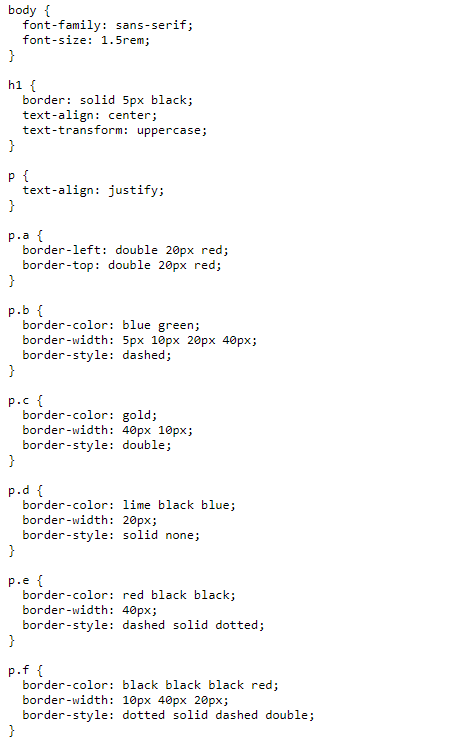 body {
  font-family: sans-serif;
  font-size: 1.5rem;
}

h1 {
  border: solid 5px black;
  text-align: center;
  text-transform: uppercase;
}

p {
  text-align: justify;
}

p.a {
  border-left: double 20px red;
  border-top: double 20px red;
}

p.b {
  border-color: blue green;
  border-width: 5px 10px 20px 40px;
  border-style: dashed;
}

p.c {
  border-color: gold;
  border-width: 40px 10px;
  border-style: double;
}

p.d {
  border-color: lime black blue;
  border-width: 20px;
  border-style: solid none;
}

p.e {
  border-color: red black black;
  border-width: 40px;
  border-style: dashed solid dotted;
}

p.f {
  border-color: black black black red;
  border-width: 10px 40px 20px;
  border-style: dotted solid dashed double;
}